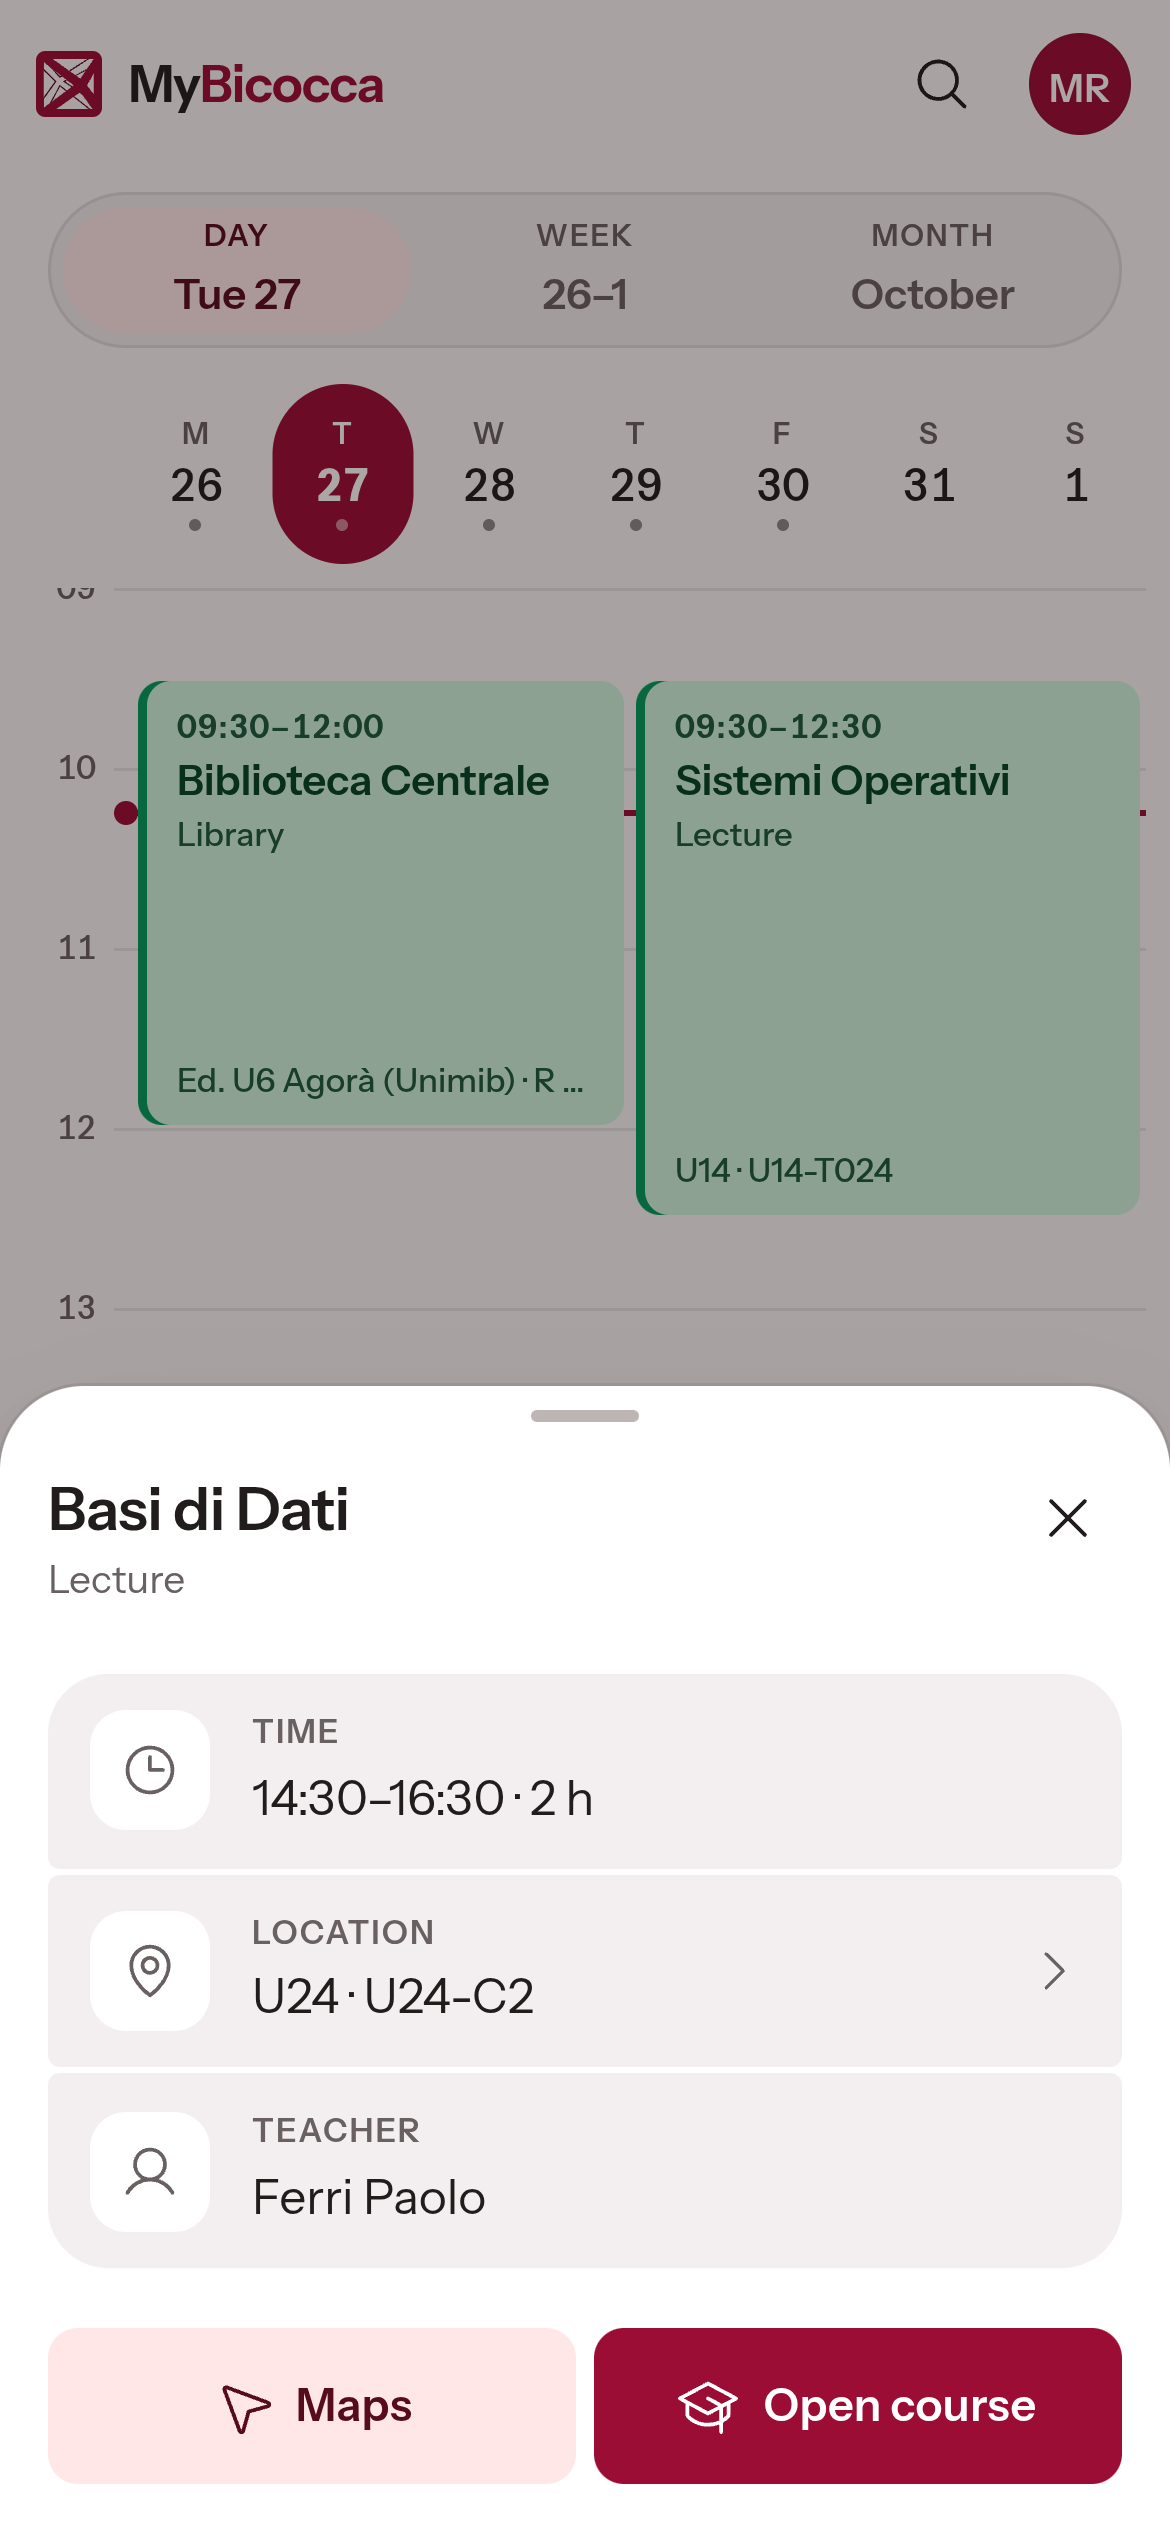 MyBicocca
MR
DAY
WEEK
MONTH
Tue 27
26–1
October
M
T
W
T
F
S
S
26
27
28
29
30
31
1
09
09:30–12:00
Biblioteca Centrale
Library
Ed. U6 Agorà (Unimib) · R ...
09:30–12:30
Sistemi Operativi
Lecture
U14 · U14-T024
10
11
12
13
Basi di Dati
Lecture
TIME
14:30–16:30 · 2 h
LOCATION
U24 · U24-C2
TEACHER
Ferri Paolo
Maps
Open course